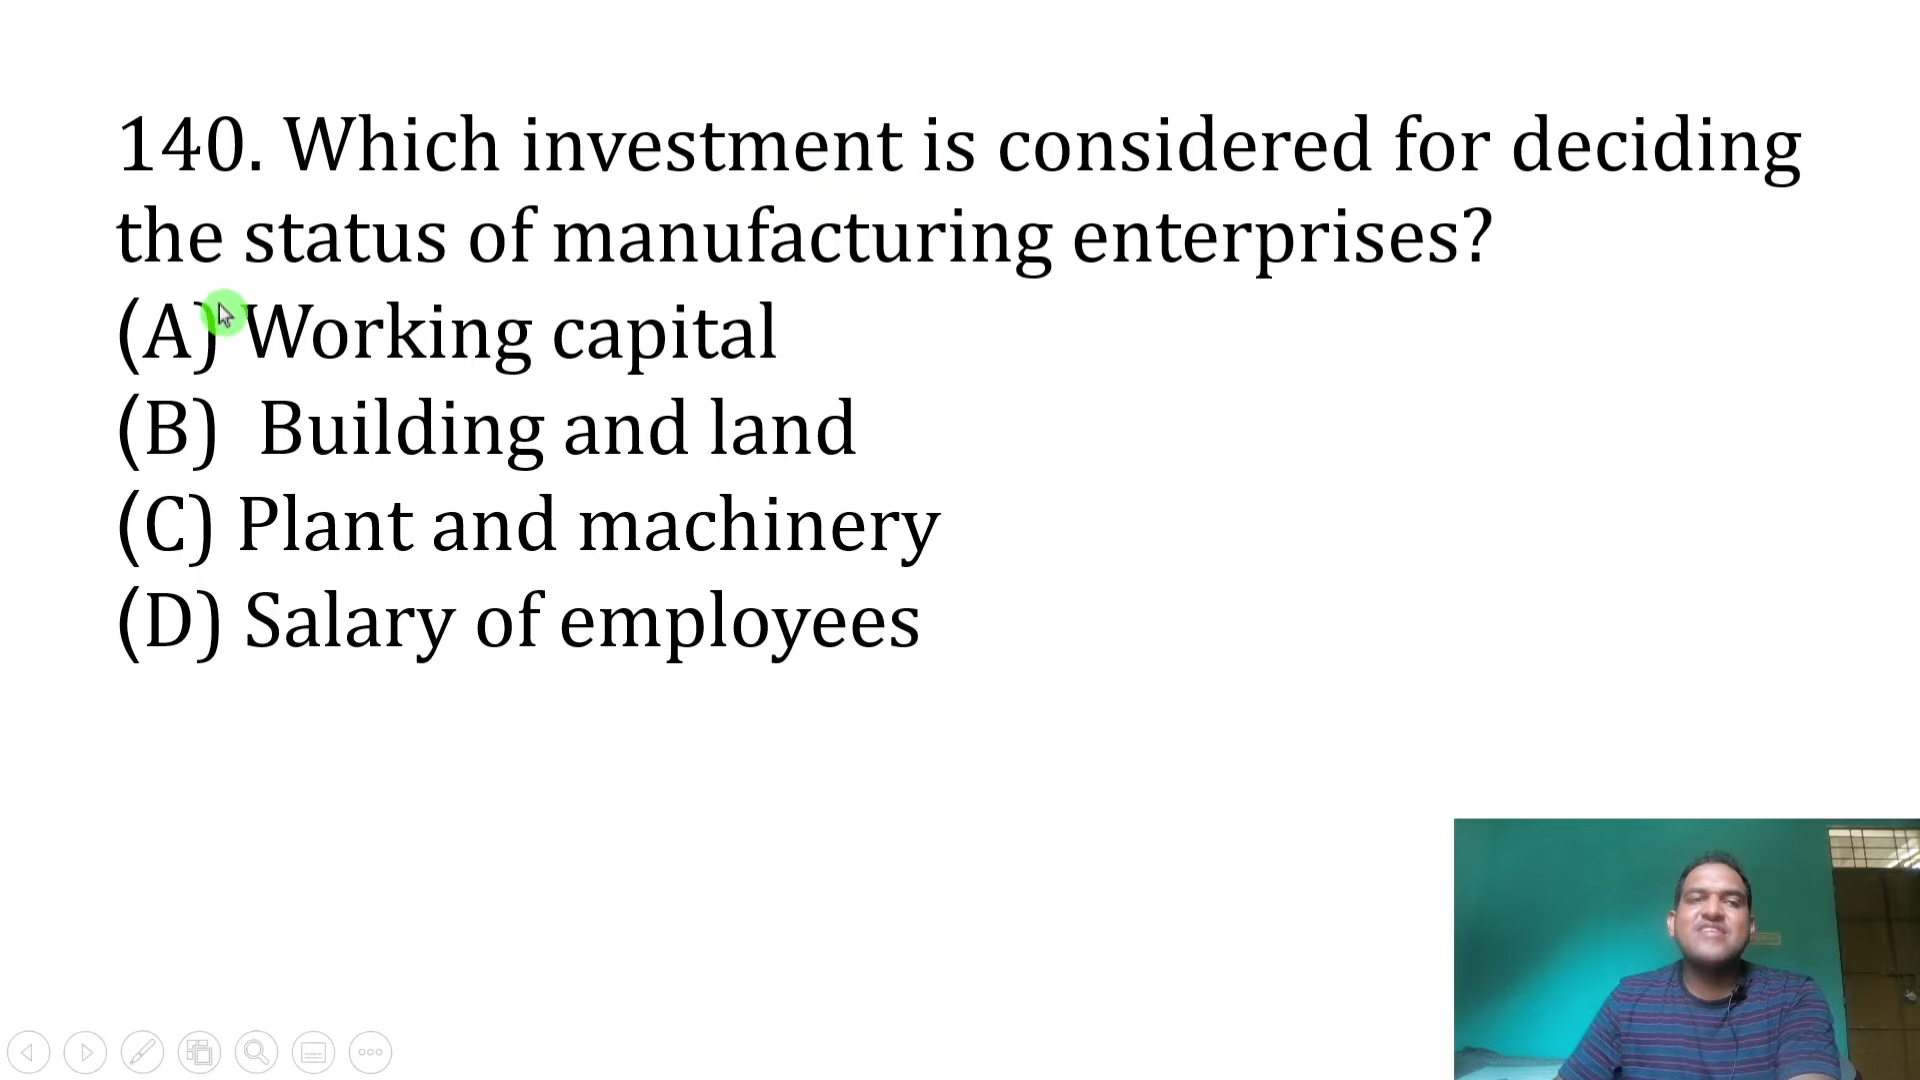 140. Which investment is considered for deciding
the status of manufacturing enterprises?
(A) Working capital
(B)  Building and land
(C) Plant and machinery
(D) Salary of employees